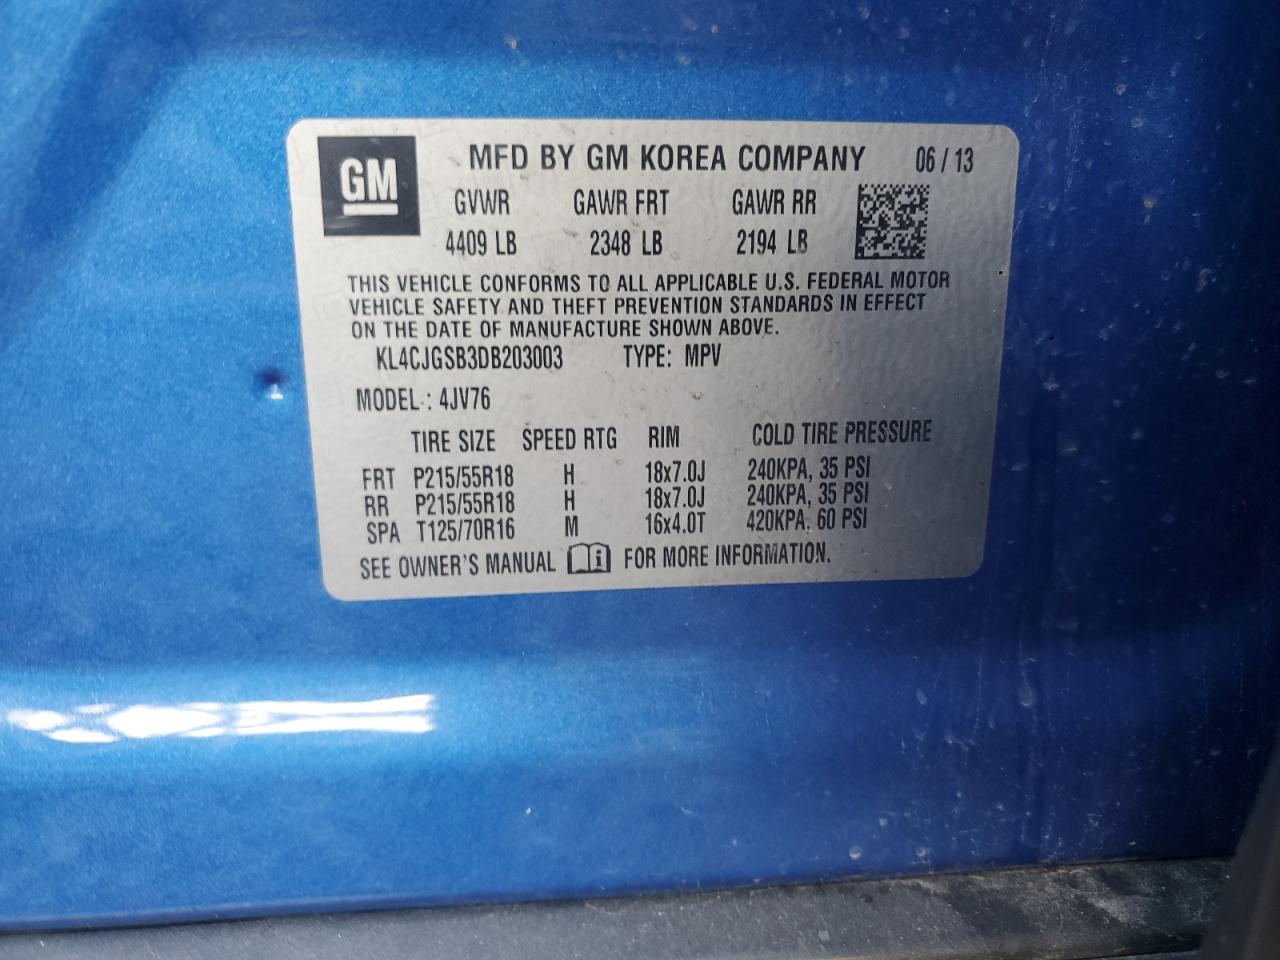 GM MFD BY GM KOREA COMPANY 06 / 13
GVWR GAWR FRT GAWR RR
4409 LB 2348 LB 2194 LB
THIS VEHICLE CONFORMS TO ALL APPLICABLE U.S. FEDERAL MOTOR
VEHICLE SAFETY AND THEFT PREVENTION STANDARDS IN EFFECT
ON THE DATE OF MANUFACTURE SHOWN ABOVE.
KL4CJGSB3DB203003 TYPE: MPV
MODEL : 4JV76
TIRE SIZE SPEED RTG RIM COLD TIRE PRESSURE
FRT P215/55R18 H 18x7.0J 240KPA, 35 PSI
RR P215/55R18 H 18x7.0J 240KPA, 35 PSI
SPA T125/70R16 M 16x4.0T 420KPA, 60 PSI
SEE OWNER'S MANUAL i FOR MORE INFORMATION.